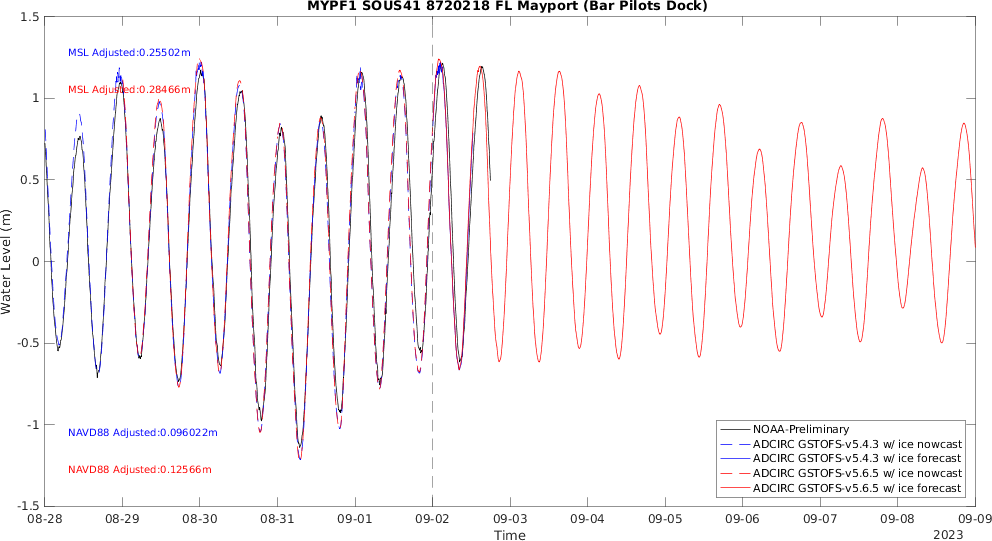 MYPF1 SOUS41 8720218 FL Mayport (Bar Pilots Dock)
1.5
1
0.5
0
-0.5
-1
-1.5
Water Level (m)
MSL Adjusted:0.25502m
MSL Adjusted:0.28466m
NAVD88 Adjusted:0.096022m
NAVD88 Adjusted:0.12566m
NOAA-Preliminary
ADCIRC GSTOFS-v5.4.3 w/ ice nowcast
ADCIRC GSTOFS-v5.4.3 w/ ice forecast
ADCIRC GSTOFS-v5.6.5 w/ ice nowcast
ADCIRC GSTOFS-v5.6.5 w/ ice forecast
08-28 08-29 08-30 08-31 09-01 09-02 09-03 09-04 09-05 09-06 09-07 09-08 09-09
Time
2023